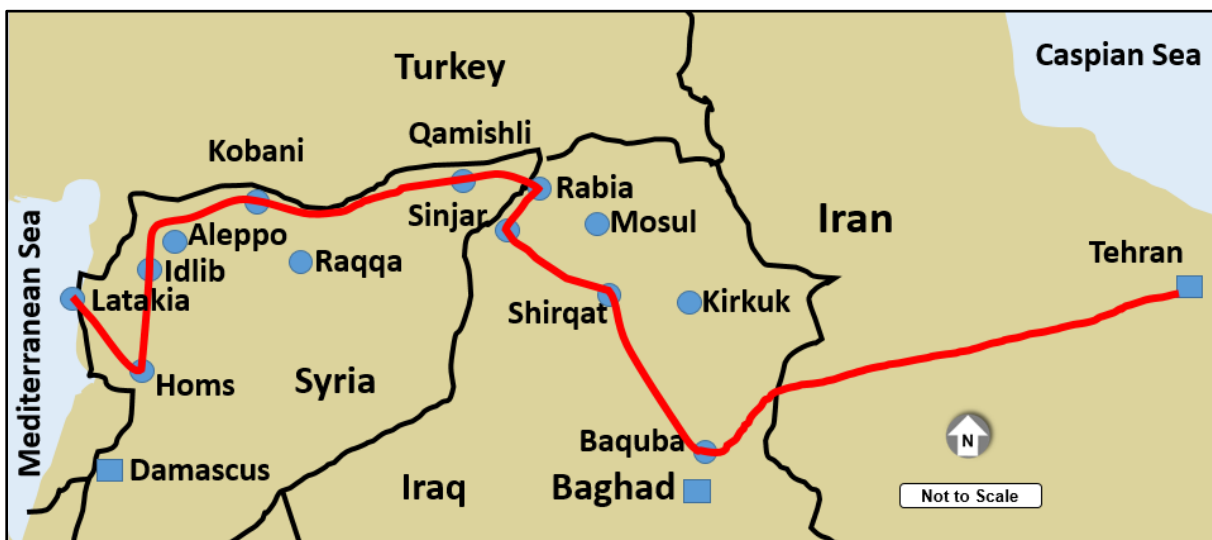 Turkey
Caspian Sea
Qamishli
Kobani
Rabia
Sinjar
Mosul
Iran
Aleppo
Tehran
Idlib
Raqqa
Mediterranean Sea
Latakia
Shirqat
Kirkuk
Homs
Syria
Baquba
N
Damascus
Iraq
Baghad
Not to Scale